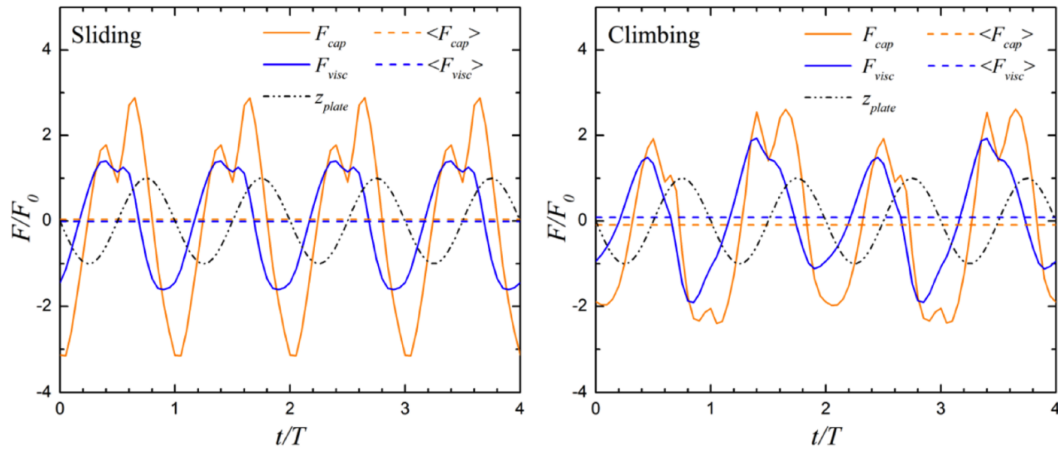 Sliding
F_cap
<F_cap>
F_visc
<F_visc>
z_plate
F/F_0
4
2
0
-2
-4
0
1
2
3
4
t/T
Climbing
F_cap
<F_cap>
F_visc
<F_visc>
z_plate
F/F_0
4
2
0
-2
-4
0
1
2
3
4
t/T